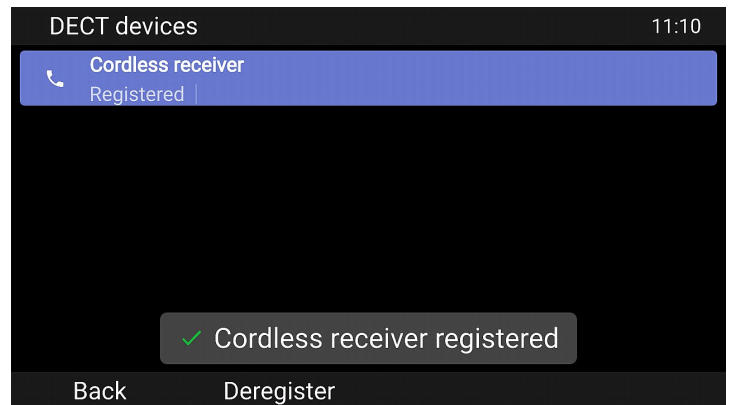 DECT devices 11:10
Cordless receiver
Registered
Cordless receiver registered
Back Deregister